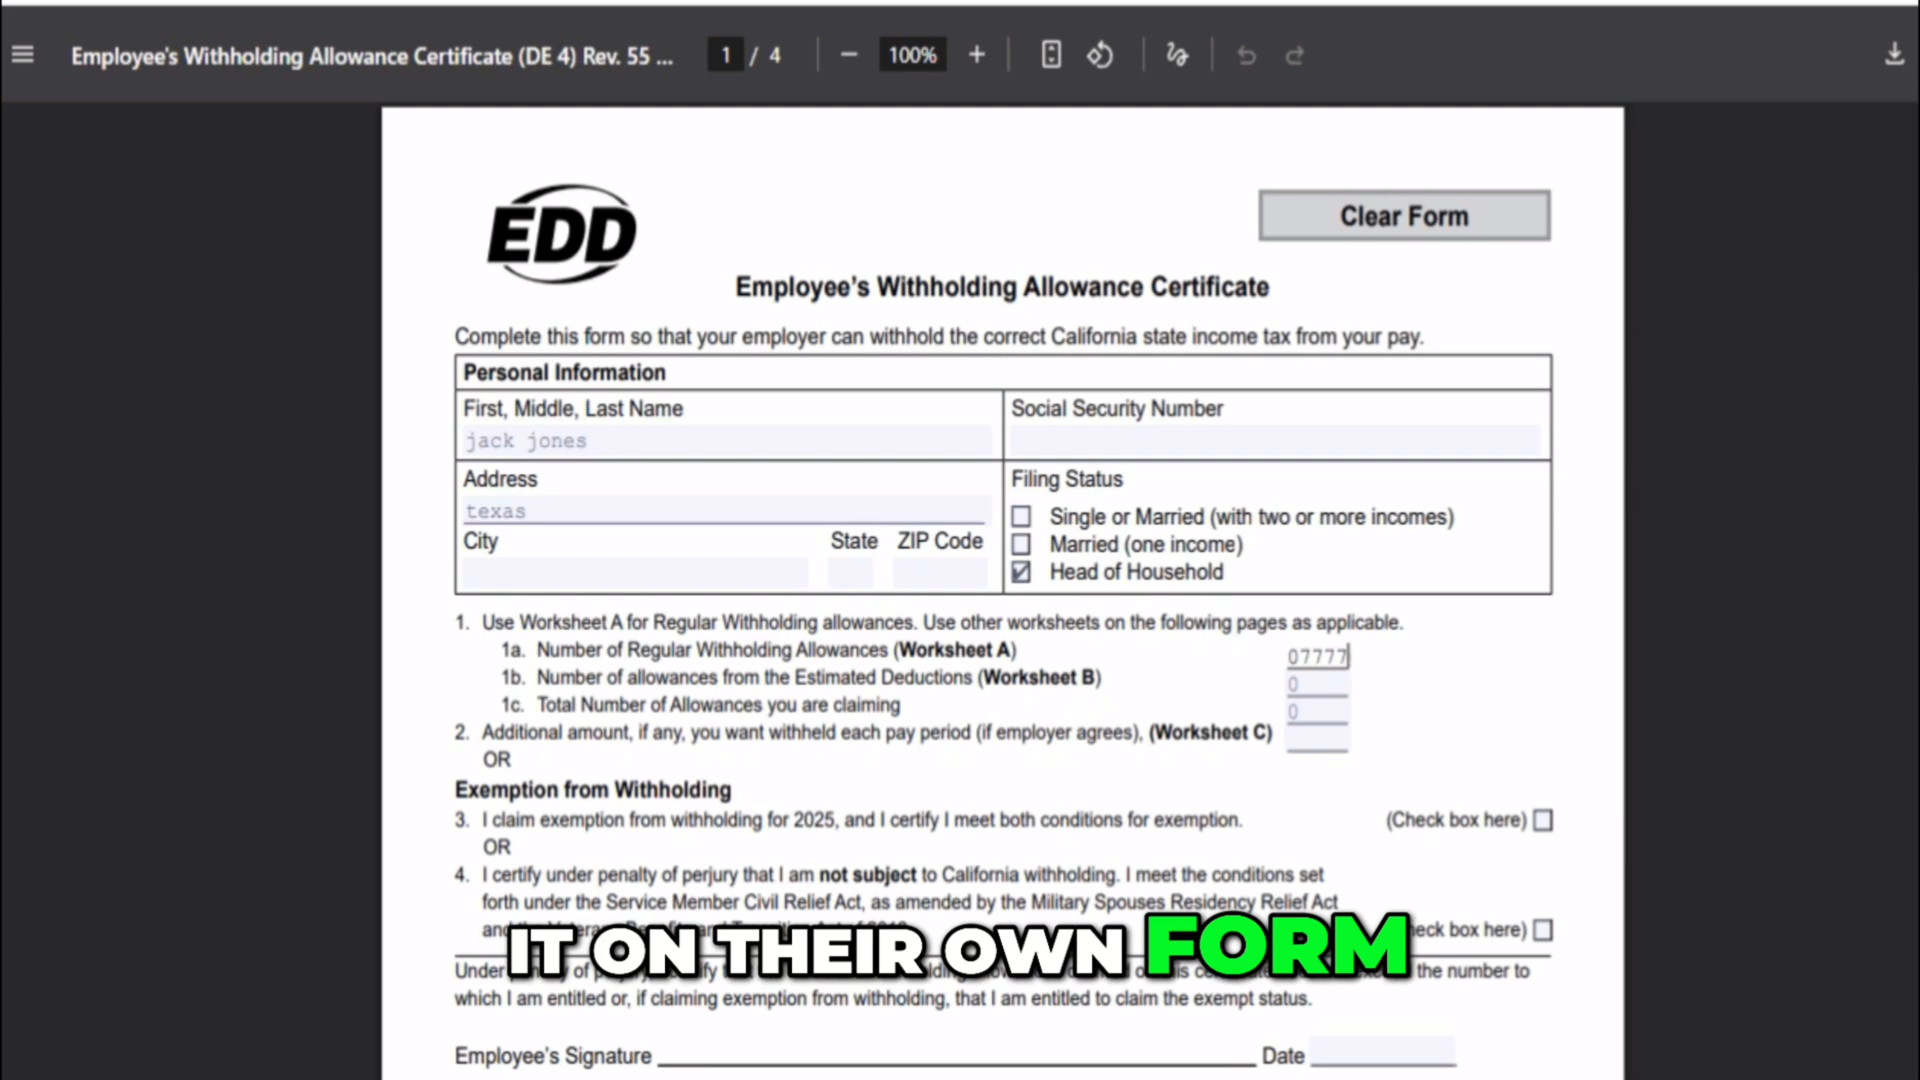 Employee's Withholding Allowance Certificate (DE 4) Rev. 55 ...
1 / 4
100%
EDD
Clear Form
Employee's Withholding Allowance Certificate
Complete this form so that your employer can withhold the correct California state income tax from your pay.
Personal Information
First, Middle, Last Name
jack jones
Social Security Number
Address
texas
City State ZIP Code
Filing Status
Single or Married (with two or more incomes)
Married (one income)
Head of Household
1. Use Worksheet A for Regular Withholding allowances. Use other worksheets on the following pages as applicable.
1a. Number of Regular Withholding Allowances (Worksheet A) 07777
1b. Number of allowances from the Estimated Deductions (Worksheet B) 0
1c. Total Number of Allowances you are claiming 0
2. Additional amount, if any, you want withheld each pay period (if employer agrees), (Worksheet C)
OR
Exemption from Withholding
3. I claim exemption from withholding for 2025, and I certify I meet both conditions for exemption. (Check box here)
OR
4. I certify under penalty of perjury that I am not subject to California withholding. I meet the conditions set
forth under the Service Member Civil Relief Act, as amended by the Military Spouses Residency Relief Act
box here)
IT ON THEIR OWN FORM
Under the number to
which I am entitled or, if claiming exemption from withholding, that I am entitled to claim the exempt status.
Employee's Signature Date